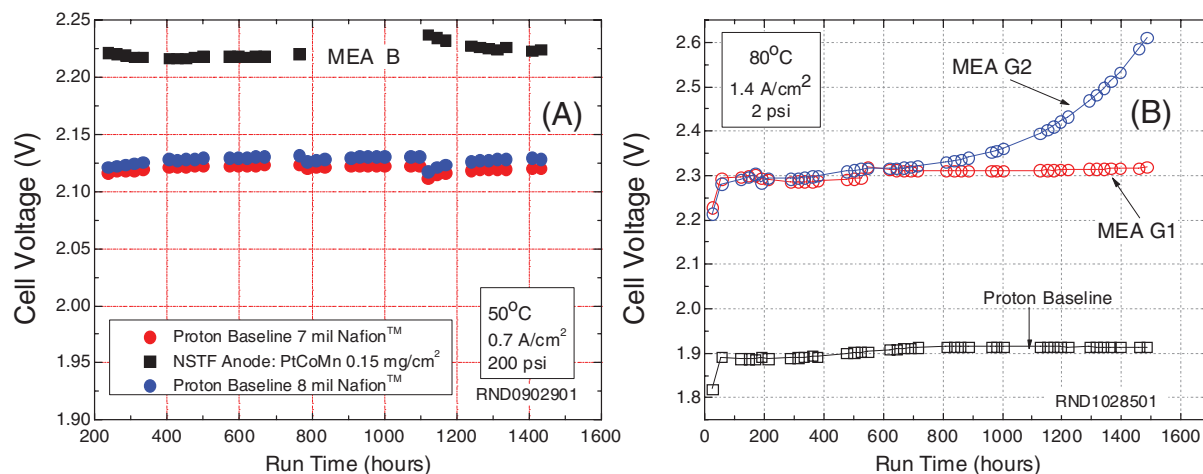 2.25
2.20
2.15
2.10
2.05
2.00
1.95
1.90
Cell Voltage (V)
MEA B
(A)
Proton Baseline 7 mil Nafion™
NSTF Anode: PtCoMn 0.15 mg/cm²
Proton Baseline 8 mil Nafion™
50°C
0.7 A/cm²
200 psi
RND0902901
200 400 600 800 1000 1200 1400 1600
Run Time (hours)
2.6
2.5
2.4
2.3
2.2
2.1
2.0
1.9
1.8
Cell Voltage (V)
80°C
1.4 A/cm²
2 psi
MEA G2
(B)
MEA G1
Proton Baseline
RND1028501
0 200 400 600 800 1000 1200 1400 1600
Run Time (hours)